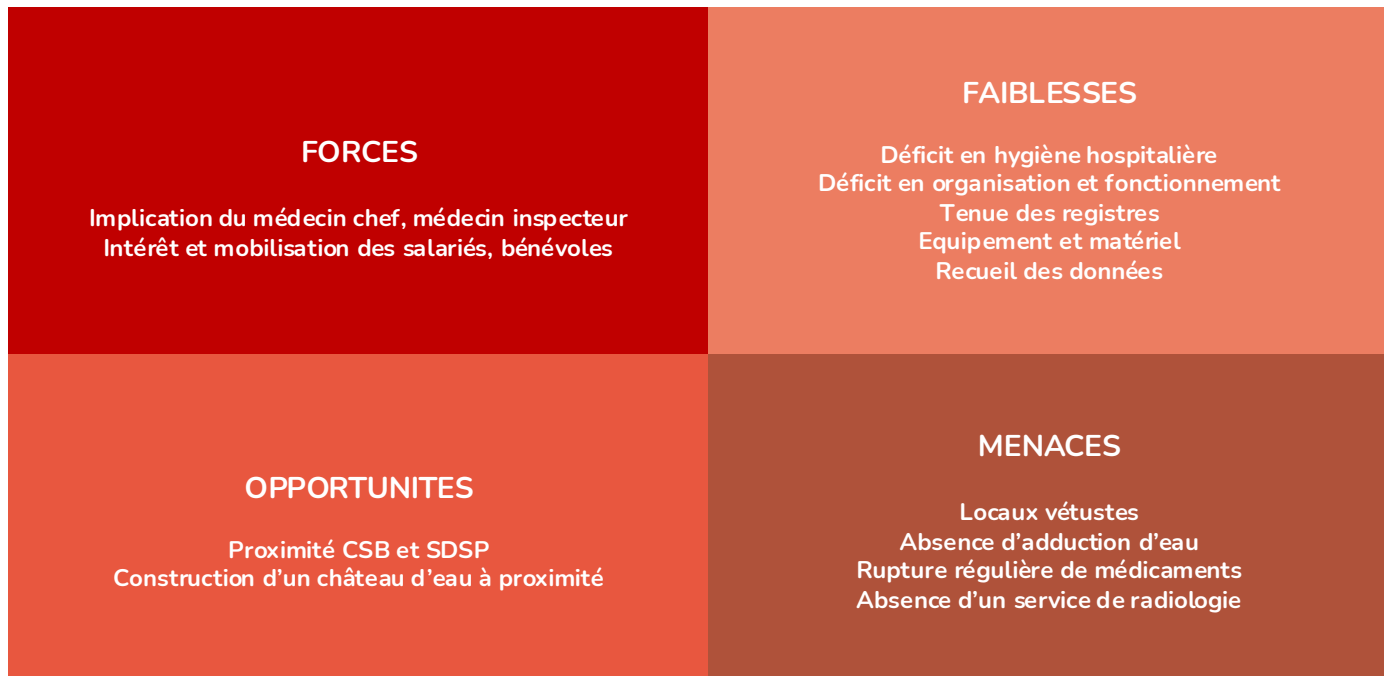 FORCES
Implication du médecin chef, médecin inspecteur
Intérêt et mobilisation des salariés, bénévoles
FAIBLESSES
Déficit en hygiène hospitalière
Déficit en organisation et fonctionnement
Tenue des registres
Equipement et matériel
Recueil des données
OPPORTUNITES
Proximité CSB et SDSP
Construction d’un château d’eau à proximité
MENACES
Locaux vétustes
Absence d’adduction d’eau
Rupture régulière de médicaments
Absence d’un service de radiologie